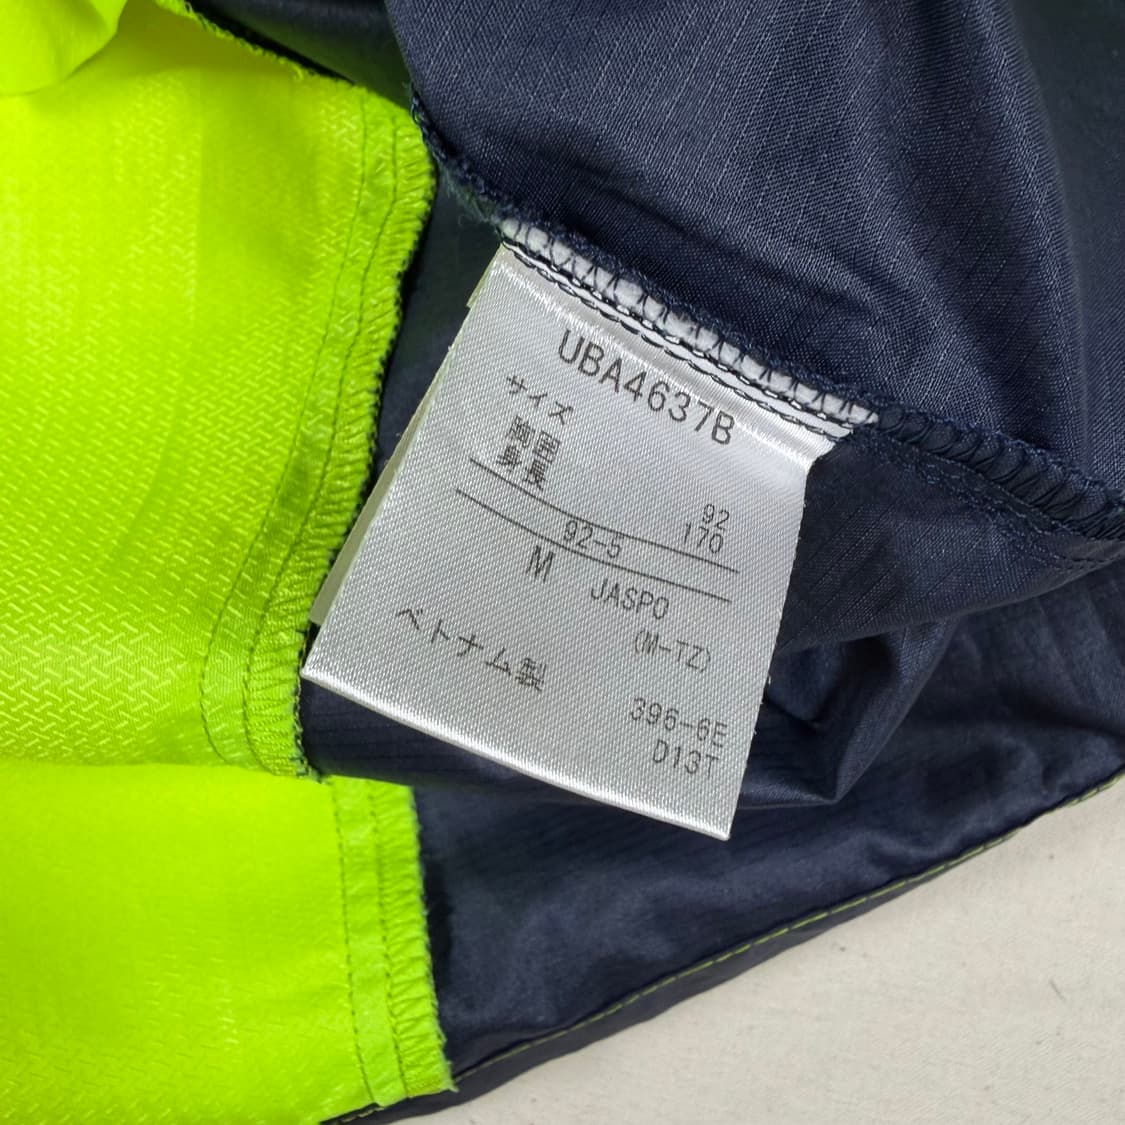 UBA4637B
サイズ
胸囲 92
身長 170
92-5
M JASPO
(M-TZ)
ベトナム製
396-6E
D13T